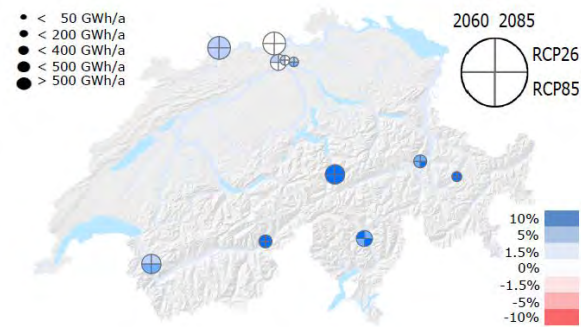 < 50 GWh/a
< 200 GWh/a
< 400 GWh/a
< 500 GWh/a
> 500 GWh/a
2060 2085
RCP26
RCP85
10%
5%
1.5%
0%
-1.5%
-5%
-10%